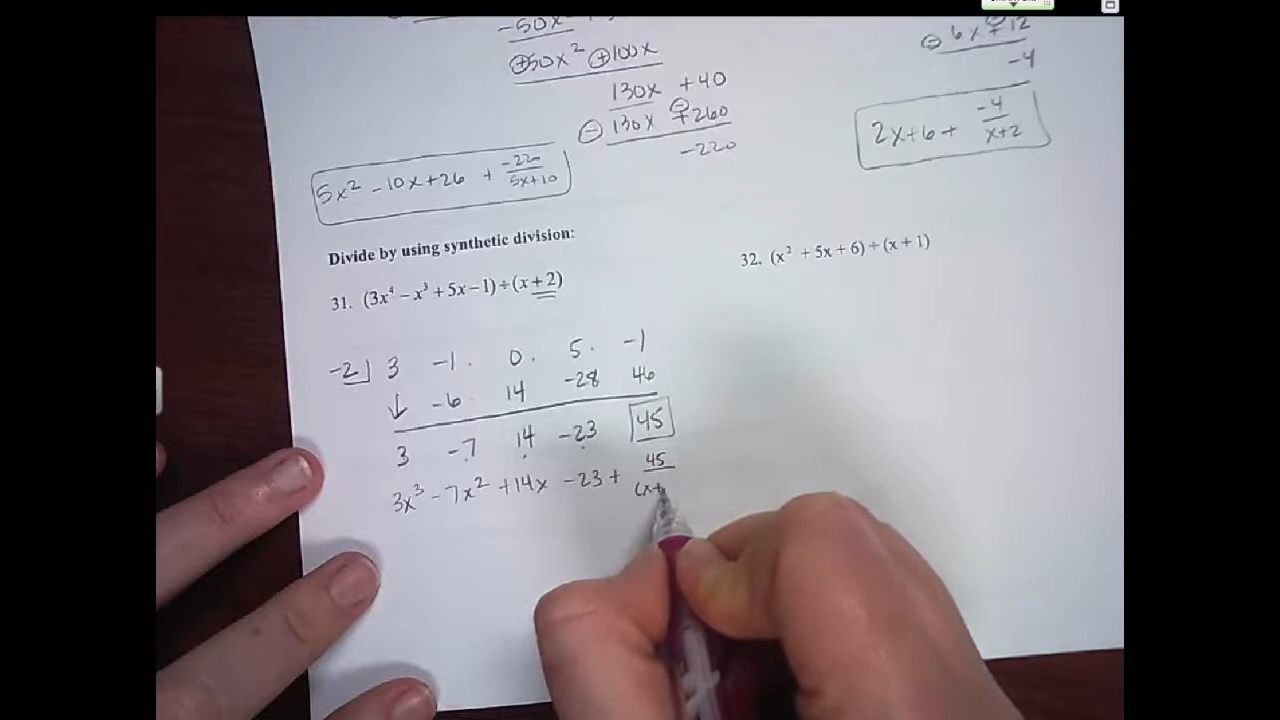 -50x
+50x² +100x
130x +40
130x +260
-220
5x² -10x+26 + -220/5x+10
6x+12
-4
2x+6+ -4/x+2
Divide by using synthetic division:
31. (3x⁴ − x³ + 5x − 1) ÷ (x + 2)
-2 3 -1 0 5 -1
-6 14 -28 46
3 -7 14 -23 45
3x³ -7x² +14x -23 + 45/(x+
32. (x² + 5x + 6) ÷ (x + 1)